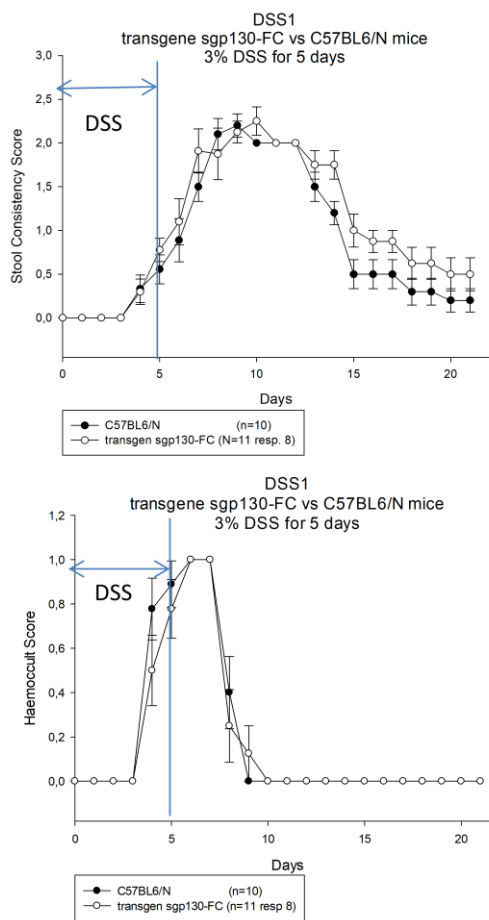 DSS1
transgene sgp130-FC vs C57BL6/N mice
3% DSS for 5 days
3,0
2,5
2,0
1,5
1,0
0,5
0,0
Stool Consistency Score
DSS
0 5 10 15 20
Days
C57BL6/N (n=10)
transgen sgp130-FC (N=11 resp. 8)
DSS1
transgene sgp130-FC vs C57BL6/N mice
3% DSS for 5 days
1,2
1,0
0,8
0,6
0,4
0,2
0,0
Haemoccult Score
DSS
0 5 10 15 20
Days
C57BL6/N (n=10)
transgen sgp130-FC (n=11 resp 8)